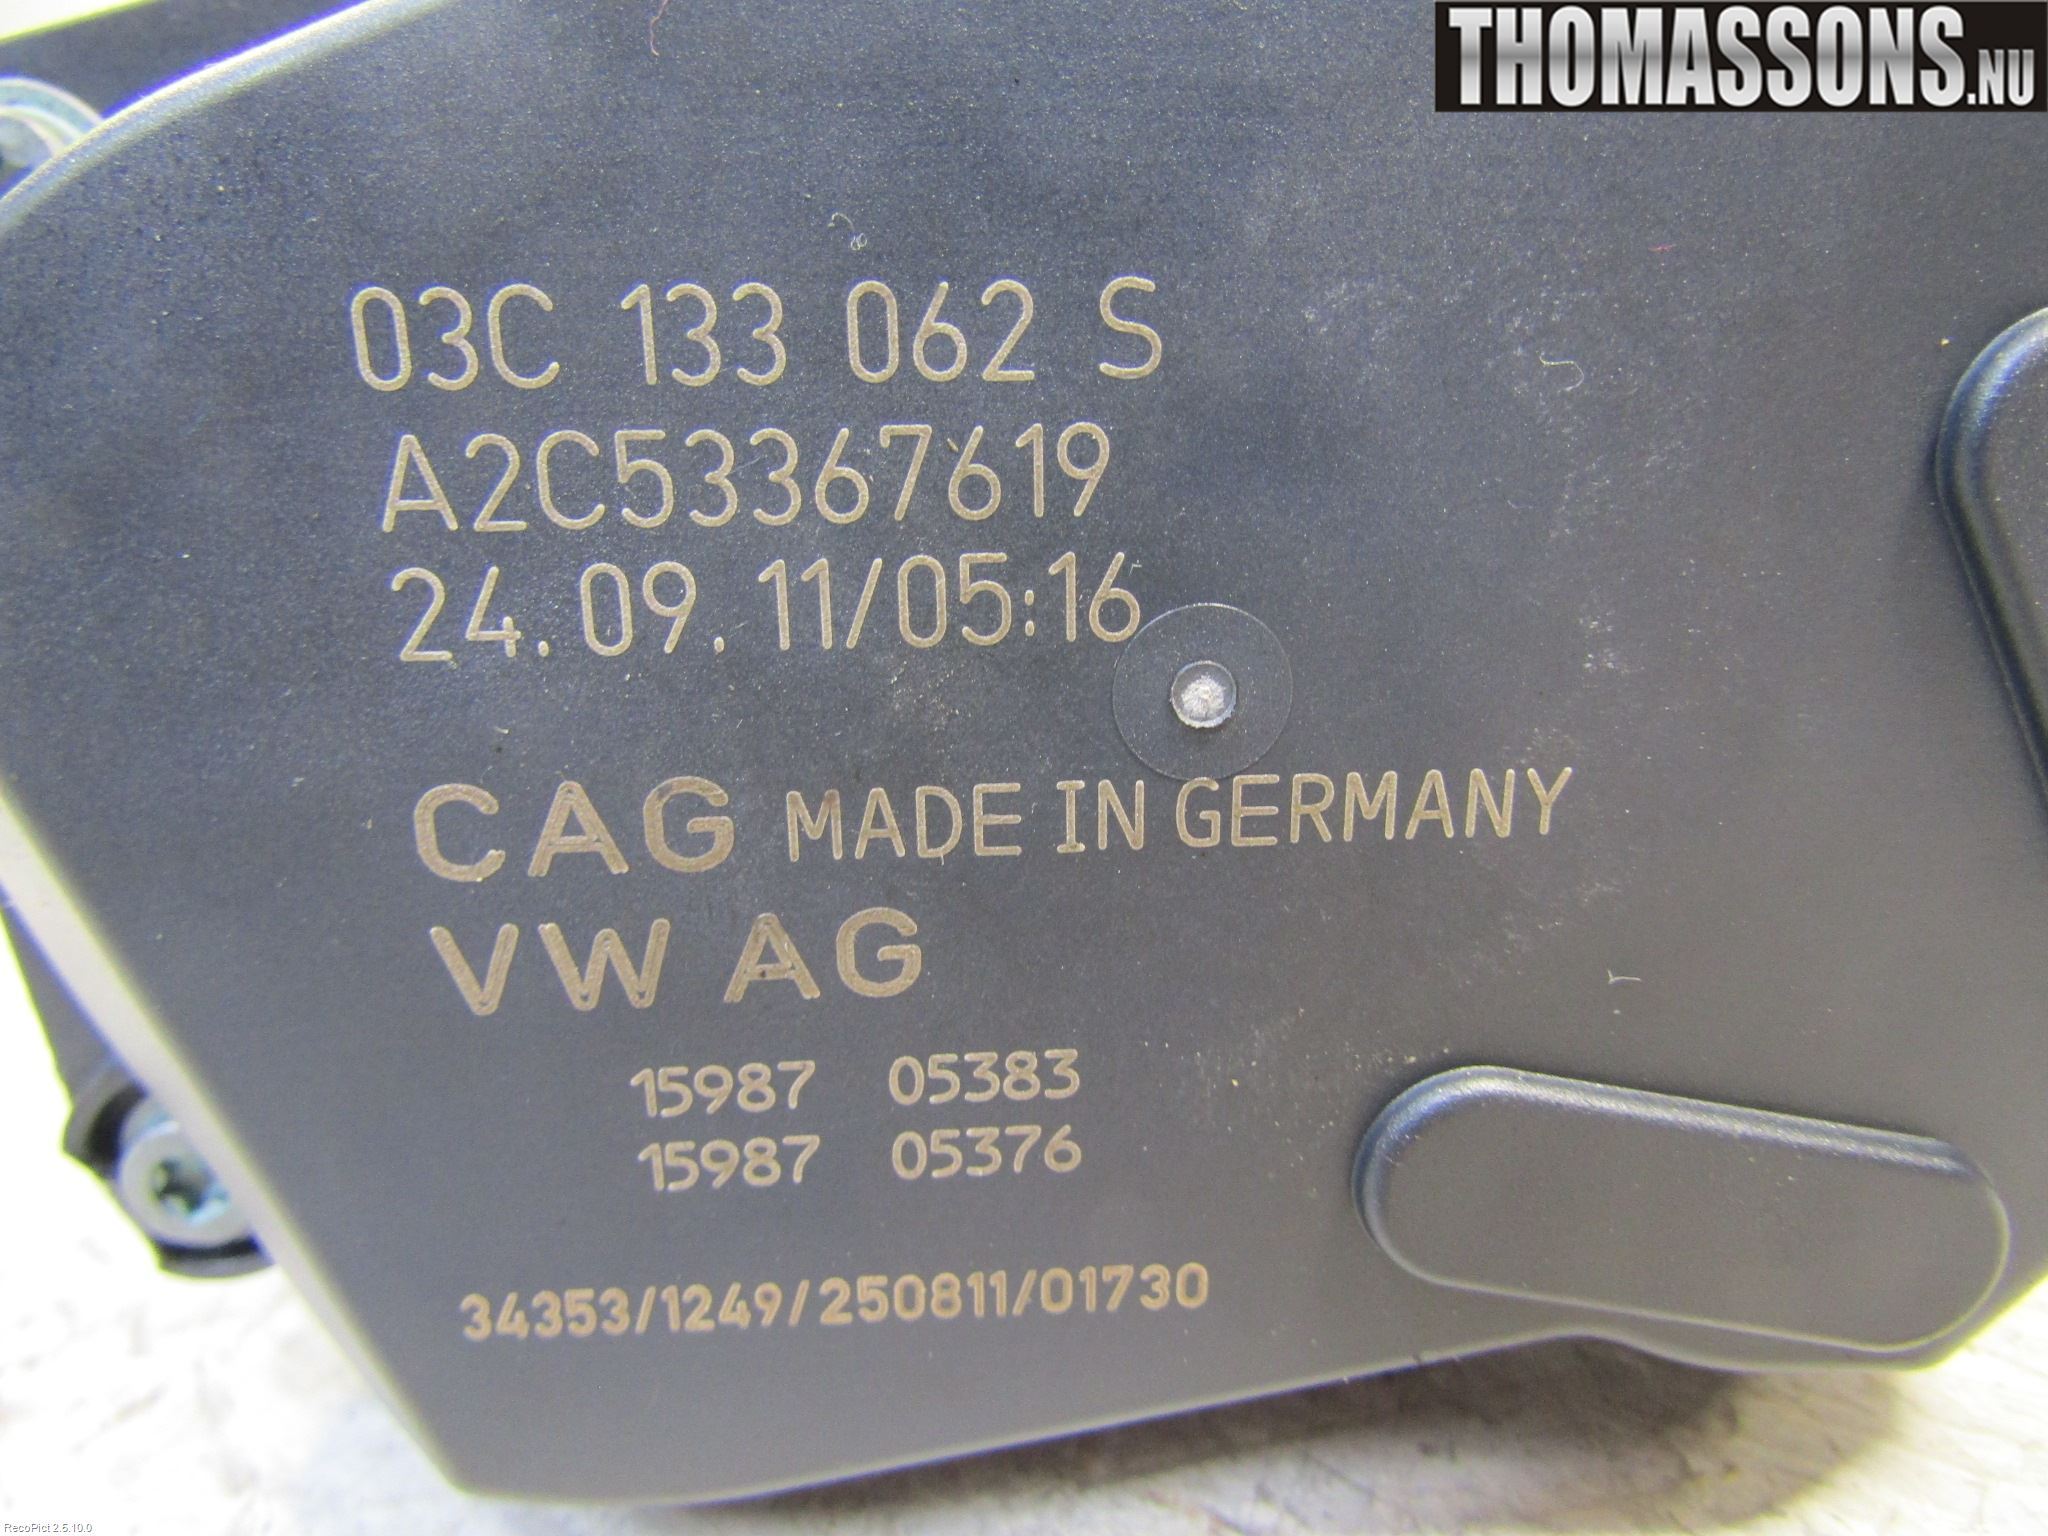 THOMASSONS.NU
03C 133 062 S
A2C53367619
24.09.11/05:16
CAG MADE IN GERMANY
VW AG
15987 05383
15987 05376
34353/1249/250811/01730
RecoPict 2.5.10.0